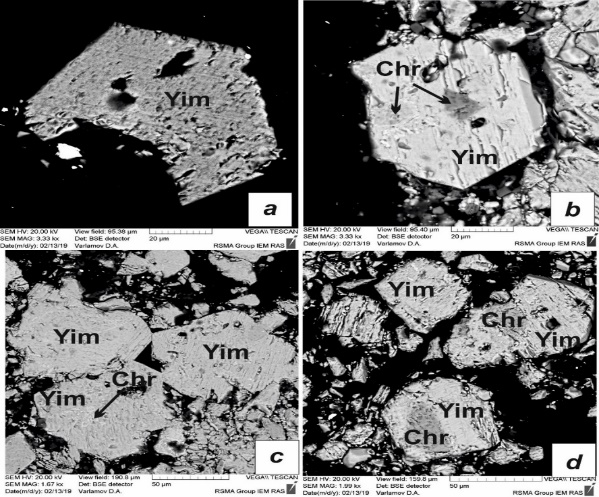 Yim
a
SEM HV: 20.00 kV View field: 95.38 µm VEGA\\ TESCAN
SEM MAG: 3.33 kx Det: BSE detector 20 µm
Date(m/d/y): 02/13/19 Varlamov D.A. RSMA Group IEM RAS
Chr
Yim
b
SEM HV: 20.00 kV View field: 95.40 µm VEGA\\ TESCAN
SEM MAG: 3.33 kx Det: BSE detector 20 µm
Date(m/d/y): 02/13/19 Varlamov D.A. RSMA Group IEM RAS
Yim
Yim
Chr
Yim
c
SEM HV: 20.00 kV View field: 190.8 µm VEGA\\ TESCAN
SEM MAG: 1.67 kx Det: BSE detector 50 µm
Date(m/d/y): 02/13/19 Varlamov D.A. RSMA Group IEM RAS
Yim
Chr
Yim
Yim
Chr
d
SEM HV: 20.00 kV View field: 159.8 µm VEGA\\ TESCAN
SEM MAG: 1.99 kx Det: BSE detector 50 µm
Date(m/d/y): 02/13/19 Varlamov D.A. RSMA Group IEM RAS